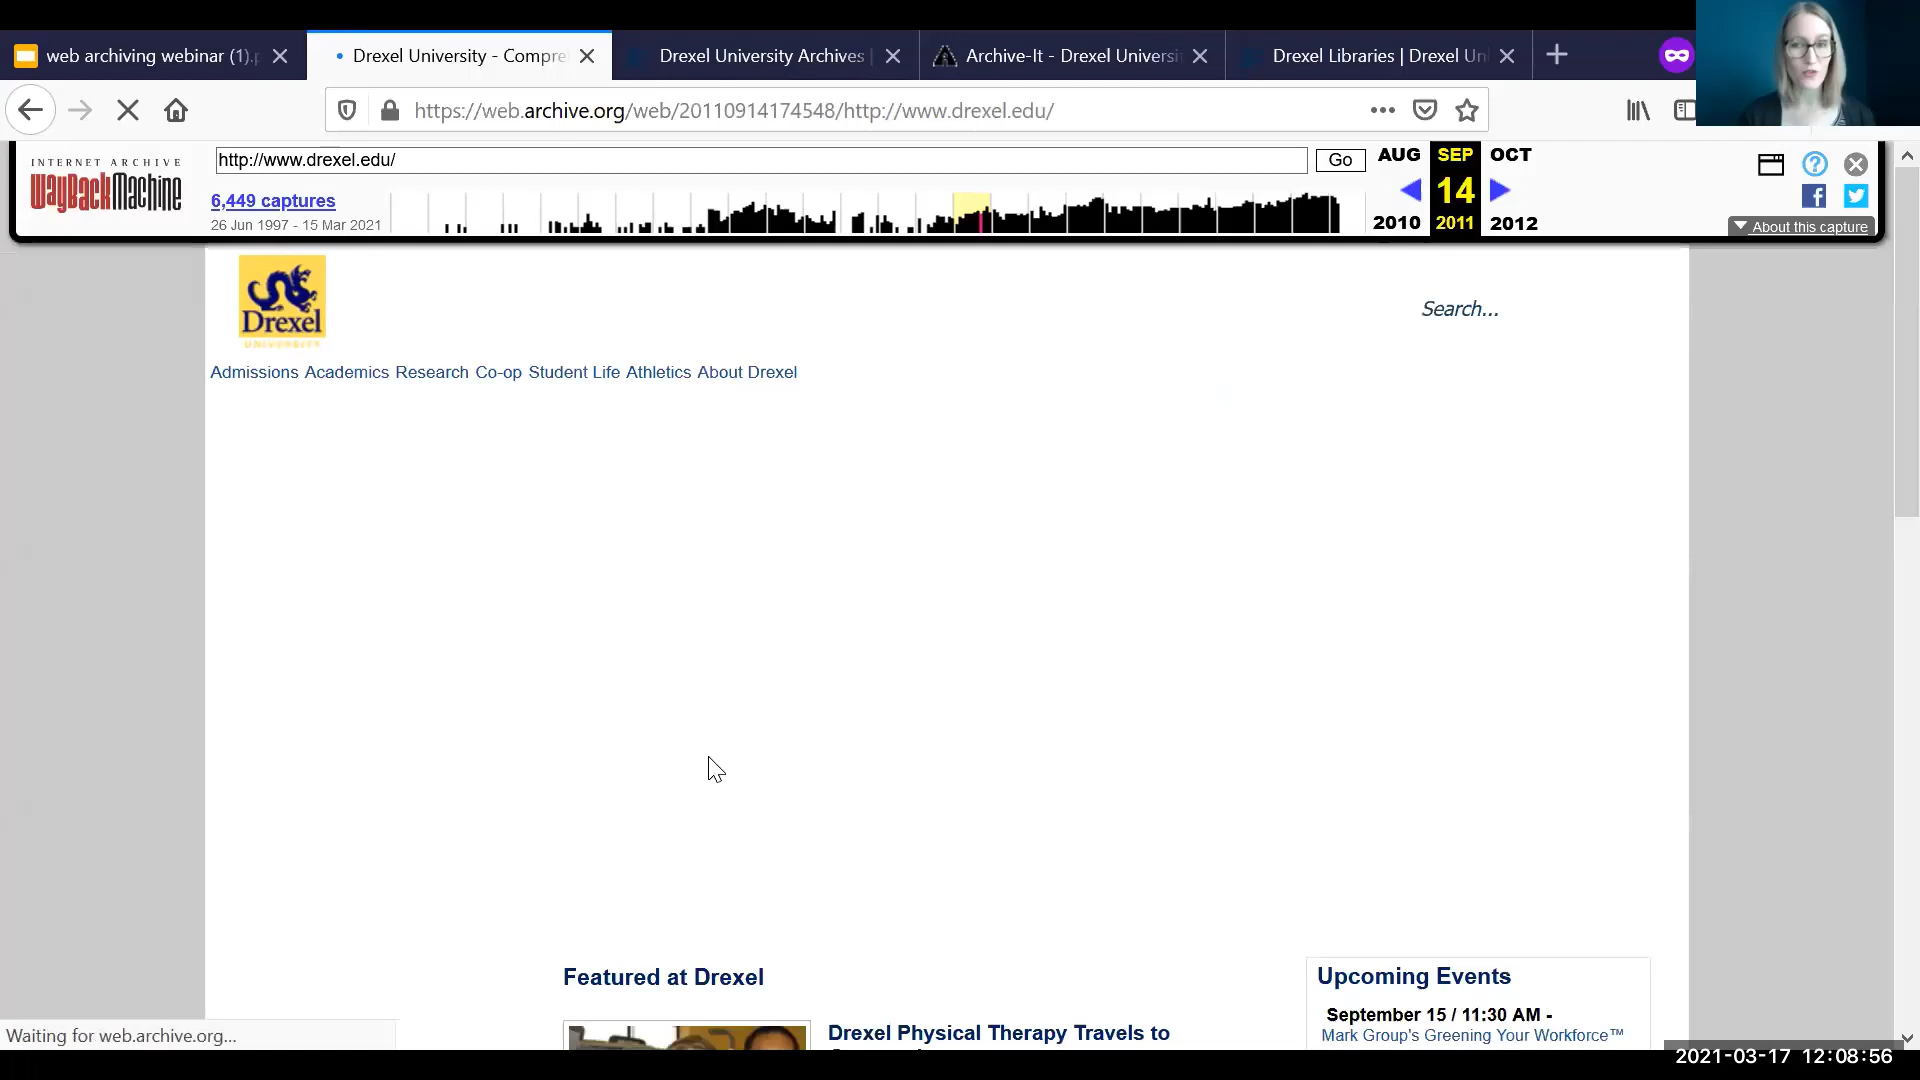 web archiving webinar (1).p
Drexel University - Compre
Drexel University Archives |
Archive-It - Drexel Universi
Drexel Libraries | Drexel Un
https://web.archive.org/web/20110914174548/http://www.drexel.edu/
INTERNET ARCHIVE
WayBackMachine
http://www.drexel.edu/
Go
AUG SEP OCT
6,449 captures
14
26 Jun 1997 - 15 Mar 2021
2010 2011 2012
About this capture
Drexel
UNIVERSITY
Search...
Admissions Academics Research Co-op Student Life Athletics About Drexel
Featured at Drexel
Upcoming Events
September 15 / 11:30 AM -
Drexel Physical Therapy Travels to
Mark Group's Greening Your Workforce™
Waiting for web.archive.org...
2021-03-17 12:08:56